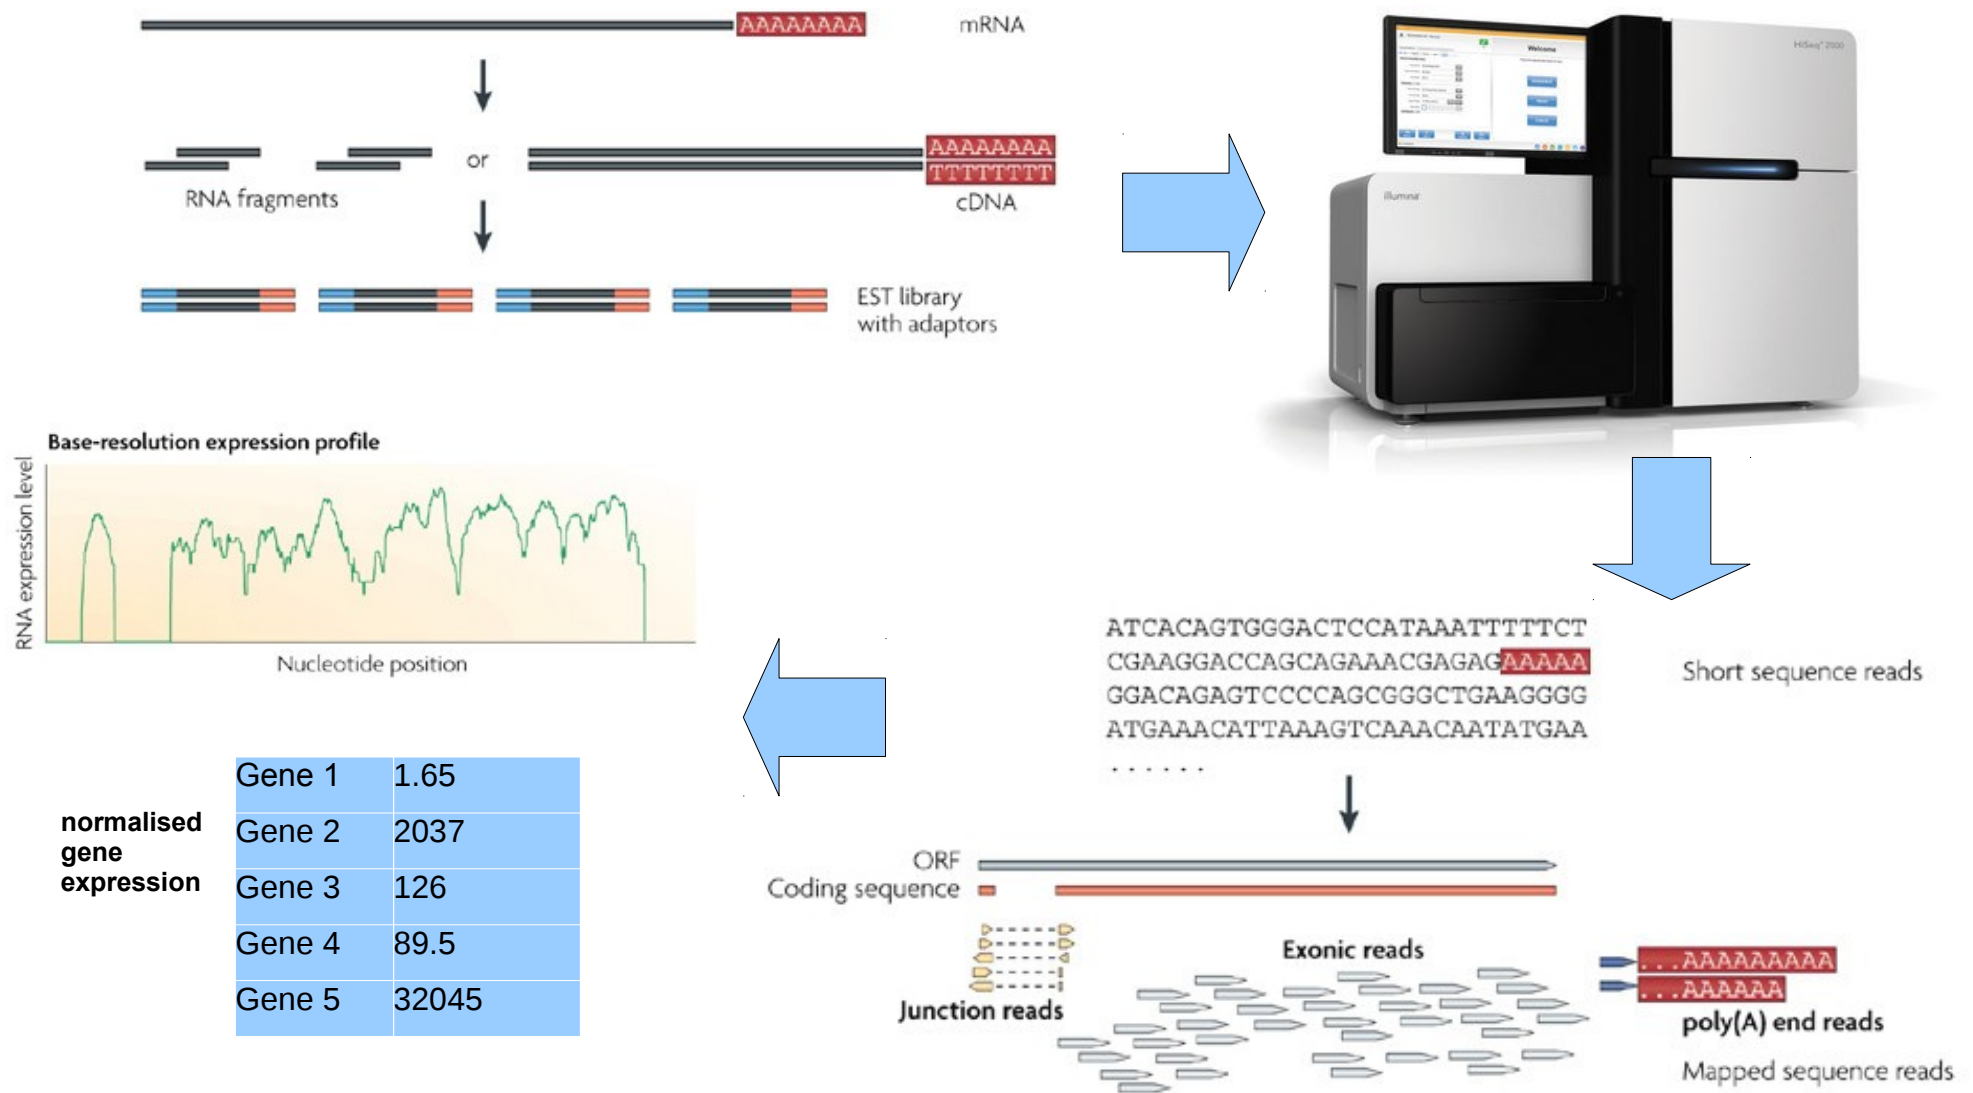 AAAAAAAA
mRNA
RNA fragments
or
AAAAAAAA
TTTTTTTT
cDNA
EST library
with adaptors
Welcome
HiSeq™ 2000
illumina
Base-resolution expression profile
RNA expression level
Nucleotide position
normalised
gene
expression
Gene 1 1.65
Gene 2 2037
Gene 3 126
Gene 4 89.5
Gene 5 32045
ATCACAGTGGGACTCCATAAATTTTTCT
CGAAGGACCAGCAGAAACGAGAGAAAAA
GGACAGAGTCCCCAGCGGGCTGAAGGGG
ATGAAACATTAAAGTCAAACAATATGAA
. . . . . .
Short sequence reads
ORF
Coding sequence
Junction reads
Exonic reads
...AAAAAAAAA
...AAAAAA
poly(A) end reads
Mapped sequence reads